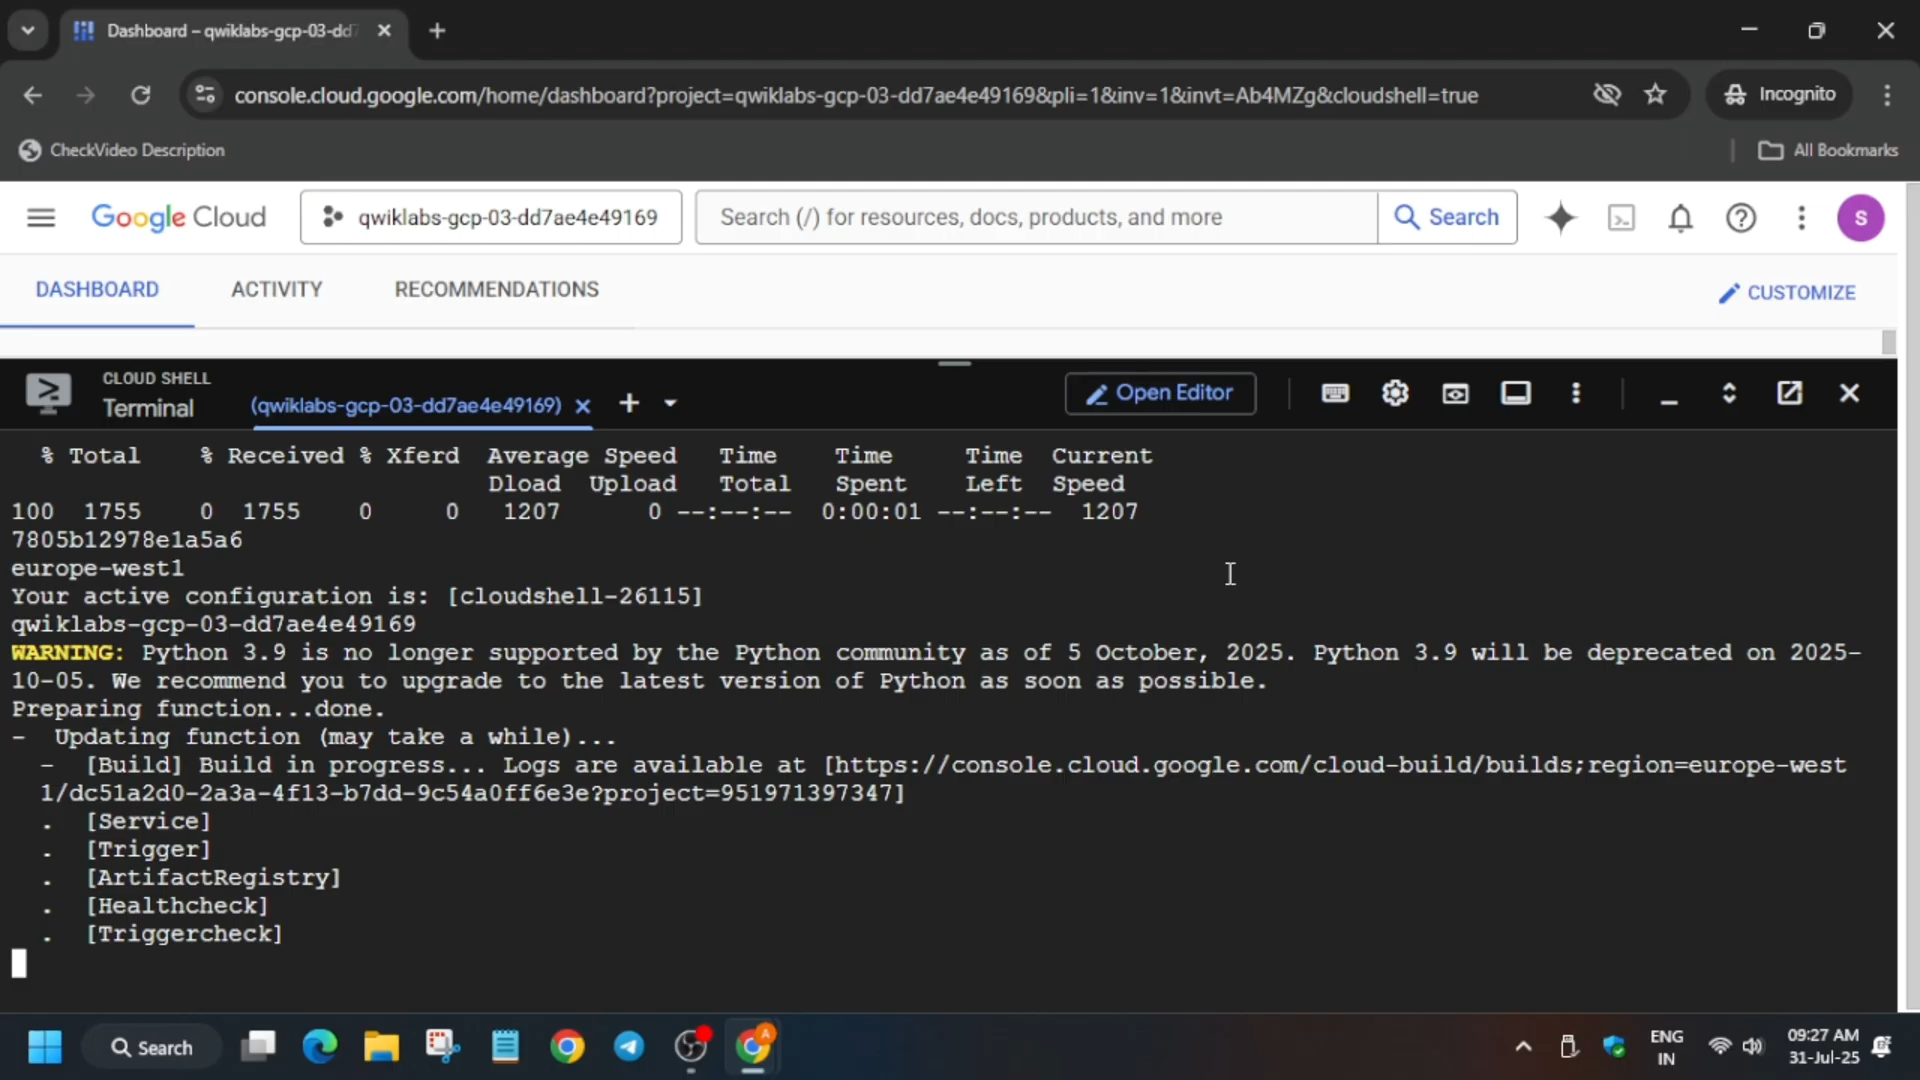 Dashboard – qwiklabs-gcp-03-dd7
console.cloud.google.com/home/dashboard?project=qwiklabs-gcp-03-dd7ae4e49169&pli=1&inv=1&invt=Ab4MZg&cloudshell=true
Incognito
CheckVideo Description
All Bookmarks
Google Cloud
qwiklabs-gcp-03-dd7ae4e49169
Search (/) for resources, docs, products, and more
Search
S
DASHBOARD
ACTIVITY
RECOMMENDATIONS
CUSTOMIZE
CLOUD SHELL
Terminal
(qwiklabs-gcp-03-dd7ae4e49169)
Open Editor
% Total % Received % Xferd Average Speed Time Time Time Current
Dload Upload Total Spent Left Speed
100 1755 0 1755 0 0 1207 0 --:--:-- 0:00:01 --:--:-- 1207
7805b12978e1a5a6
europe-west1
Your active configuration is: [cloudshell-26115]
qwiklabs-gcp-03-dd7ae4e49169
WARNING: Python 3.9 is no longer supported by the Python community as of 5 October, 2025. Python 3.9 will be deprecated on 2025-
10-05. We recommend you to upgrade to the latest version of Python as soon as possible.
Preparing function...done.
- Updating function (may take a while)...
- [Build] Build in progress... Logs are available at [https://console.cloud.google.com/cloud-build/builds;region=europe-west
1/dc51a2d0-2a3a-4f13-b7dd-9c54a0ff6e3e?project=951971397347]
. [Service]
. [Trigger]
. [ArtifactRegistry]
. [Healthcheck]
. [Triggercheck]
Search
A
ENG
IN
09:27 AM
31-Jul-25